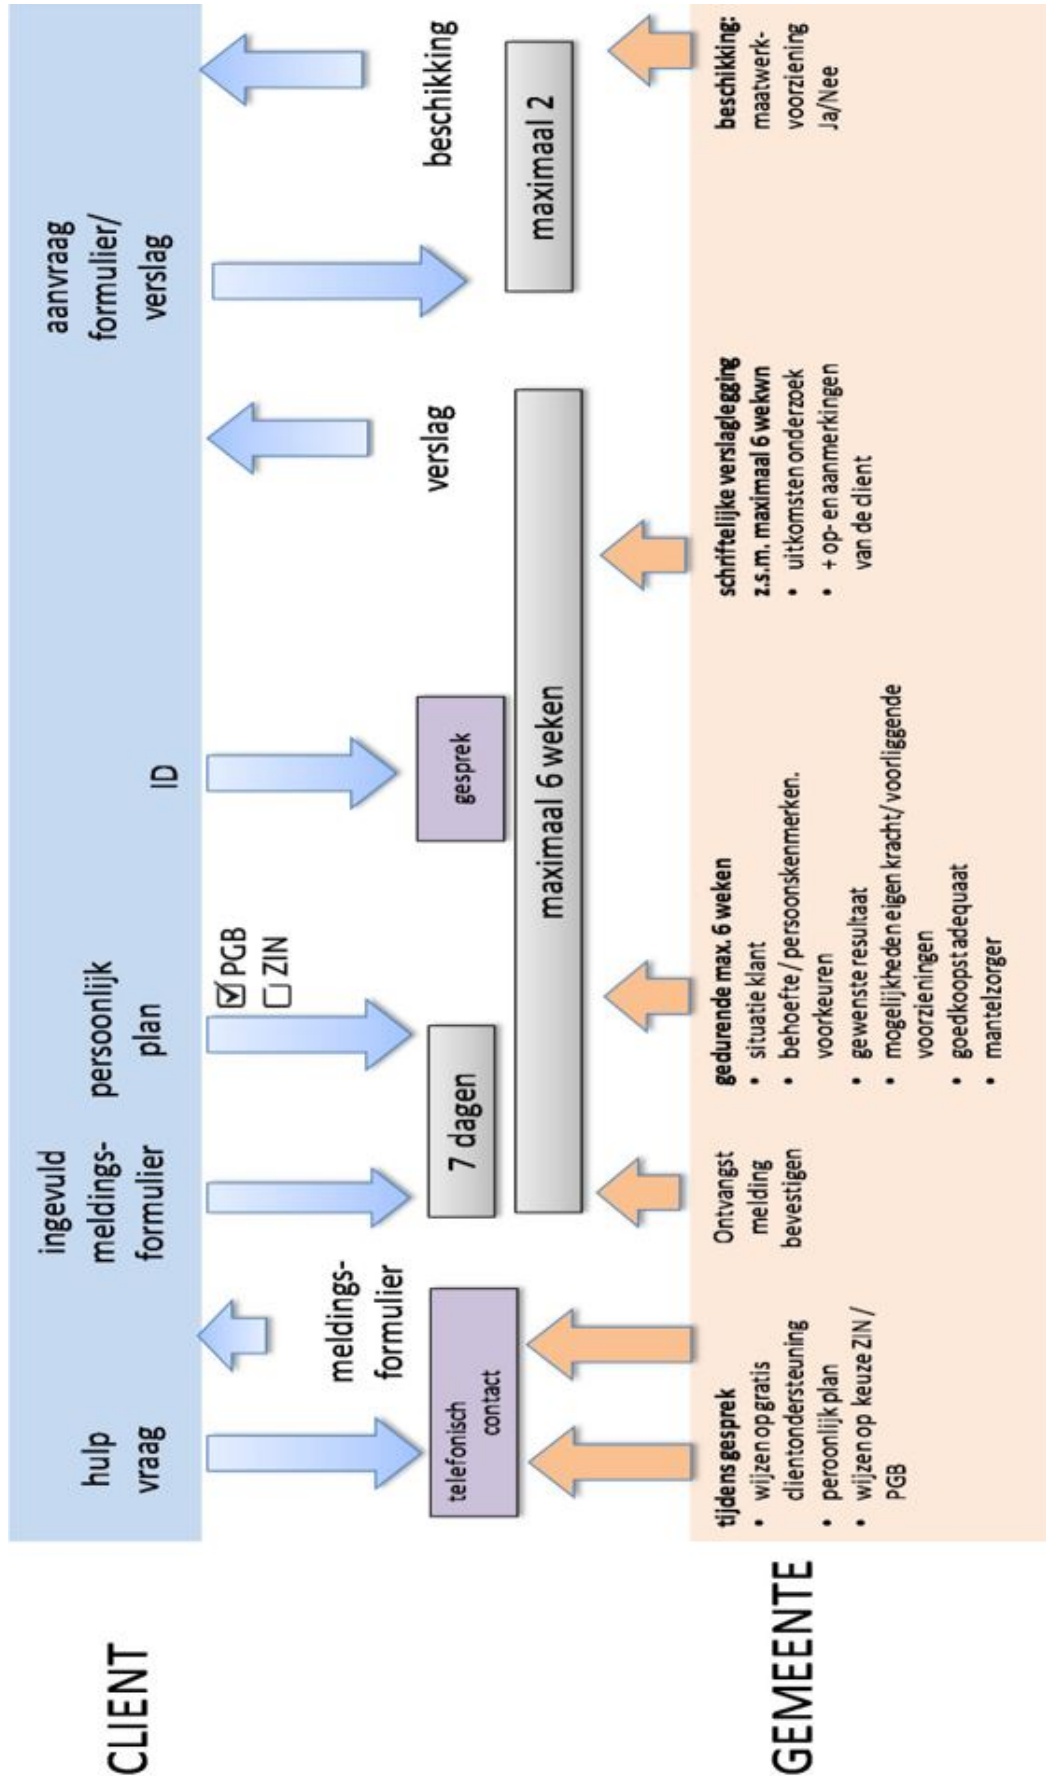 CLIENT
hulp
vraag
ingevuld
meldings-
formulier
persoonlijk
plan
ID
aanvraag
formulier/
verslag
meldings-
formulier
PGB
ZIN
verslag
beschikking
telefonisch
contact
7 dagen
gesprek
maximaal 6 weken
maximaal 2
GEMEENTE
tijdens gesprek
• wijzen op gratis
clientondersteuning
• peroonlijk plan
• wijzen op keuze ZIN /
PGB
Ontvangst
melding
bevestigen
gedurende max. 6 weken
• situatie klant
• behoefte / persoonskenmerken.
voorkeuren
• gewenste resultaat
• mogelijkheden eigen kracht/ voorliggende
voorzieningen
• goedkoopst adequaat
• mantelzorger
schriftelijke verslaglegging
z.s.m. maximaal 6 wekwn
• uitkomsten onderzoek
• + op- en aanmerkingen
van de client
beschikking:
maatwerk-
voorziening
Ja/Nee